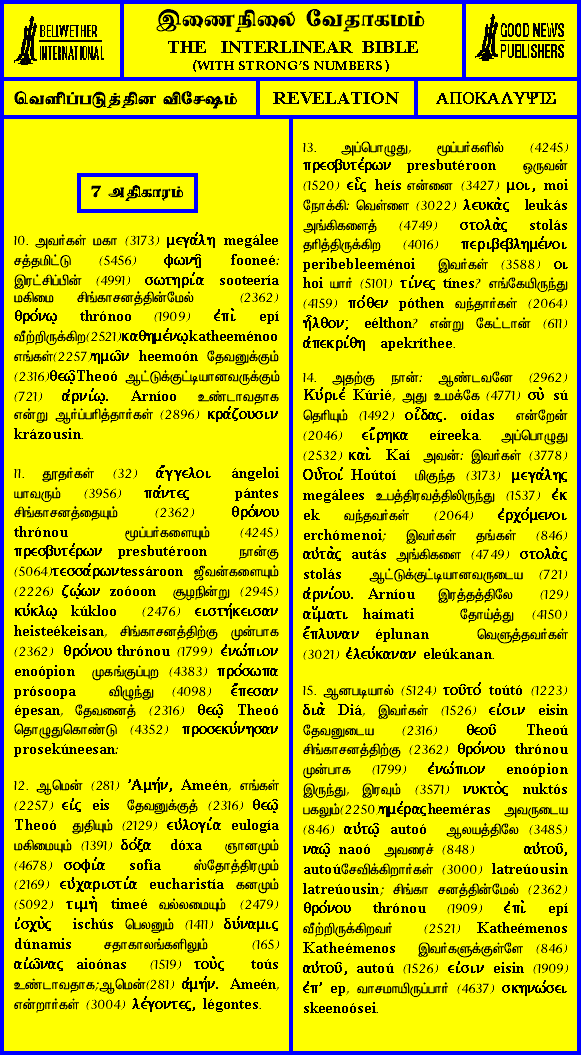 BELLWETHER
INTERNATIONAL
இணைநிலை வேதாகமம்
THE INTERLINEAR BIBLE
(WITH STRONG'S NUMBERS)
GOOD NEWS
PUBLISHERS
வெளிப்படுத்தின விசேஷம்
REVELATION
ΑΠΟΚΑΛΥΨΙΣ
7 அதிகாரம்
10. அவர்கள் மகா (3173) μεγάλη megálee
சத்தமிட்டு (5456) φωνῇ fooneé:
இரட்சிப்பின் (4991) σωτηρία sooteería
மகிமை சிங்காசனத்தின்மேல் (2362)
θρόνῳ thrónoo (1909) ἐπὶ epí
வீற்றிருக்கிற(2521)καθημένῳkatheeménoo
எங்கள்(2257)ημῶν heemoón தேவனுக்கும்
(2316)θεῷTheoó ஆட்டுக்குட்டியானவருக்கும்
(721) ἀρνίῳ. Arníoo உண்டாவதாக
என்று ஆர்ப்பரித்தார்கள் (2896) κράζουσιν
krázousin.
11. தூதர்கள் (32) ἄγγελοι ángeloi
யாவரும் (3956) πάντες pántes
சிங்காசனத்தையும் (2362) θρόνου
thrónou மூப்பர்களையும் (4245)
πρεσβυτέρων presbutéroon நான்கு
(5064)τεσσάρωνtessároon ஜீவன்களையும்
(2226) ζῴων zoóoon சூழநின்று (2945)
κύκλῳ kúkloo (2476) ειστήκεισαν
heisteékeisan, சிங்காசனத்திற்கு முன்பாக
(2362) θρόνου thrónou (1799) ἐνώπιον
enoópion முகங்குப்புற (4383) πρόσωπα
prósoopa விழுந்து (4098) ἔπεσαν
épesan, தேவனைத் (2316) θεῷ Theoó
தொழுதுகொண்டு (4352) προσεκύνησαν
prosekúneesan:
12. ஆமென் (281) Ἀμήν, Ameén, எங்கள்
(2257) εἰς eis தேவனுக்குத் (2316) θεῷ
Theoó துதியும் (2129) εὐλογία eulogía
மகிமையும் (1391) δόξα dóxa ஞானமும்
(4678) σοφία sofia ஸ்தோத்திரமும்
(2169) εὐχαριστία eucharistía கனமும்
(5092) τιμὴ timeé வல்லமையும் (2479)
ἰσχὺς ischús பெலனும் (1411) δύναμις
dúnamis சதாகாலங்களிலும் (165)
αἰῶνας aioónas (1519) τοὺς toús
உண்டாவதாக;ஆமென்(281) ἀμήν. Ameén,
என்றார்கள் (3004) λέγοντες, légontes.
13. அப்பொழுது, மூப்பர்களில் (4245)
πρεσβυτέρων presbutéroon ஒருவன்
(1520) εἷς heís என்னை (3427) μοι, moi
நோக்கி: வெள்ளை (3022) λευκὰς leukás
அங்கிகளைத் (4749) στολὰς stolás
தரித்திருக்கிற (4016) περιβεβλημένοι
peribebleeménoi இவர்கள் (3588) οι
hoi யார் (5101) τίνες tínes? எங்கேயிருந்து
(4159) πόθεν póthen வந்தார்கள் (2064)
ἦλθον; eélthon? என்று கேட்டான் (611)
ἀπεκρίθη apekríthee.
14. அதற்கு நான்: ஆண்டவனே (2962)
Κύριέ Kúrié, அது உமக்கே (4771) σὺ sú
தெரியும் (1492) οἶδας. oídas என்றேன்
(2046) εἴρηκα eíreeka. அப்பொழுது
(2532) καὶ Kaí அவன்: இவர்கள் (3778)
Οὗτοί Hoútoí மிகுந்த (3173) μεγάλης
megálees உபத்திரவத்திலிருந்து (1537) ἐκ
ek வந்தவர்கள் (2064) ἐρχόμενοι
erchómenoi; இவர்கள் தங்கள் (846)
αὐτὰς autás அங்கிகளை (4749) στολὰς
stolás ஆட்டுக்குட்டியானவருடைய (721)
ἀρνίου. Arníou இரத்தத்திலே (129)
αἵματι haímati தோய்த்து (4150)
ἔπλυναν éplunan வெளுத்தவர்கள்
(3021) ἐλεύκαναν eleúkanan.
15. ஆனபடியால் (5124) τοῦτό toútó (1223)
διὰ Diá, இவர்கள் (1526) εἰσιν eisin
தேவனுடைய (2316) θεοῦ Theoú
சிங்காசனத்திற்கு (2362) θρόνου thrónou
முன்பாக (1799) ἐνώπιον enoópion
இருந்து, இரவும் (3571) νυκτὸς nuktós
பகலும்(2250)ημέραςheeméras அவருடைய
(846) αὐτῷ autoó ஆலயத்திலே (3485)
ναῷ naoó அவரைச் (848) αὐτοῦ,
autoúசேவிக்கிறார்கள் (3000) latreúousin
latreúousin; சிங்கா சனத்தின்மேல் (2362)
θρόνου thrónou (1909) ἐπὶ epí
வீற்றிருக்கிறவர் (2521) Katheémenos
Katheémenos இவர்களுக்குள்ளே (846)
αὐτοῦ, autoú (1526) εἰσιν eisin (1909)
ἐπ' ep, வாசமாயிருப்பார் (4637) σκηνώσει
skeenoósei.